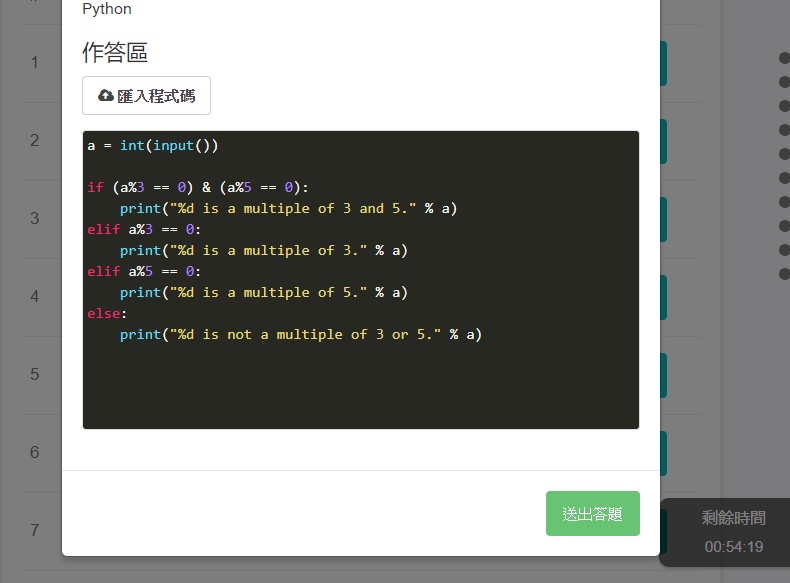 Python
作答區
匯入程式碼
a = int(input())
if (a%3 == 0) & (a%5 == 0):
    print("%d is a multiple of 3 and 5." % a)
elif a%3 == 0:
    print("%d is a multiple of 3." % a)
elif a%5 == 0:
    print("%d is a multiple of 5." % a)
else:
    print("%d is not a multiple of 3 or 5." % a)
送出答題
剩餘時間
00:54:19
1
2
3
4
5
6
7